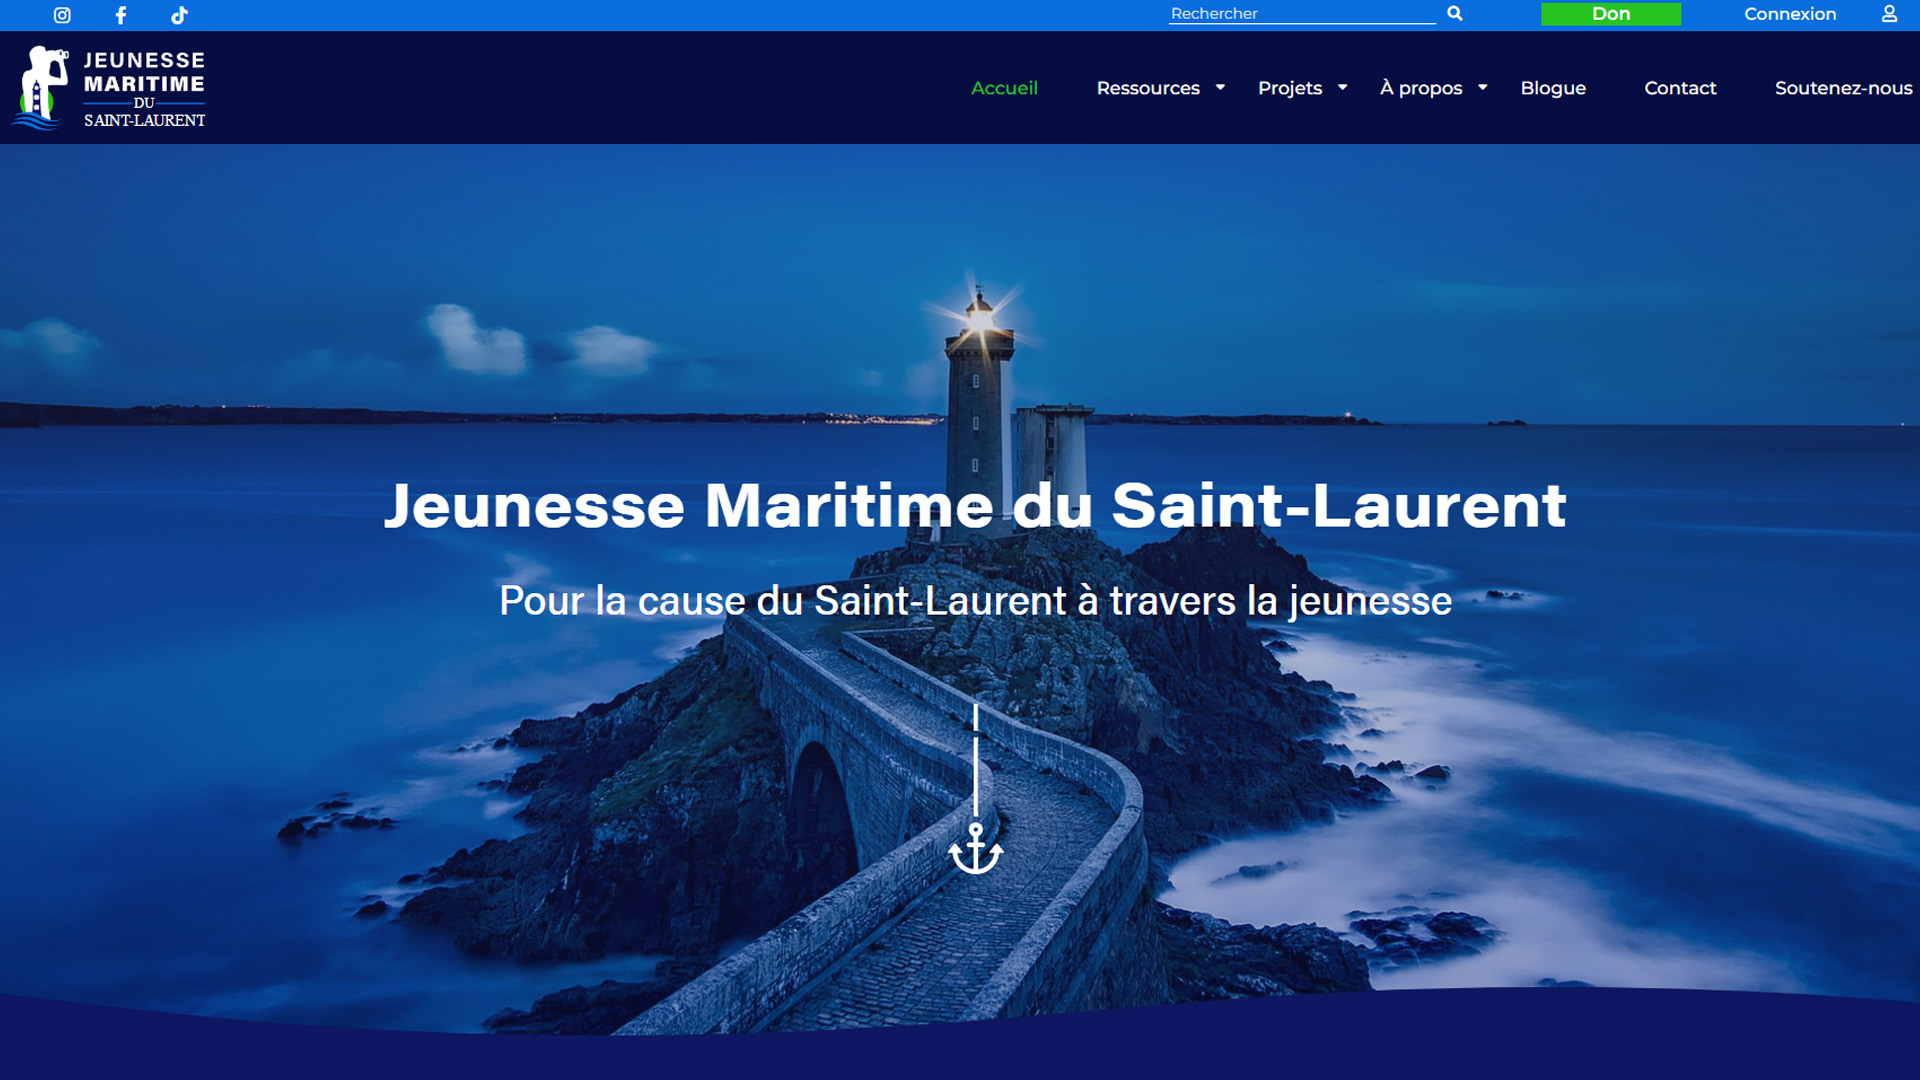 Rechercher
Don
Connexion
JEUNESSE
MARITIME
DU
SAINT-LAURENT
Accueil
Ressources
Projets
À propos
Blogue
Contact
Soutenez-nous
Jeunesse Maritime du Saint-Laurent
Pour la cause du Saint-Laurent à travers la jeunesse